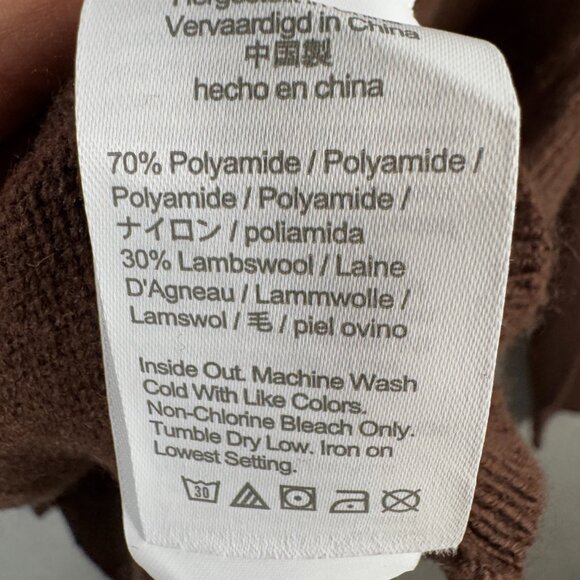 Vervaardigd in China
中国製
hecho en china
70% Polyamide / Polyamide /
Polyamide / Polyamide /
ナイロン / poliamida
30% Lambswool / Laine
D'Agneau / Lammwolle /
Lamswol / 毛 / piel ovino
Inside Out. Machine Wash
Cold With Like Colors.
Non-Chlorine Bleach Only.
Tumble Dry Low. Iron on
Lowest Setting.
30